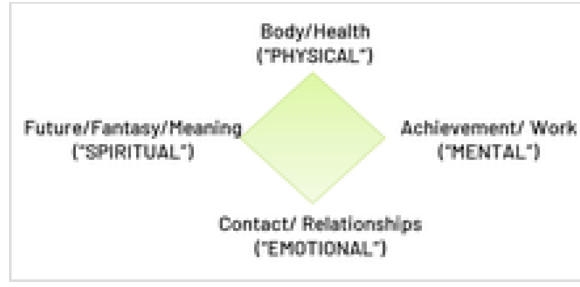 Body/Health
("PHYSICAL")
Future/Fantasy/Meaning
("SPIRITUAL")
Achievement/ Work
("MENTAL")
Contact/ Relationships
("EMOTIONAL")